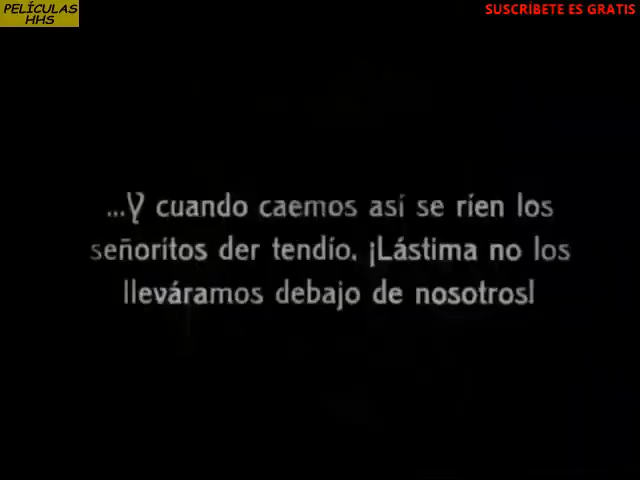 PELÍCULAS
HHS
SUSCRÍBETE ES GRATIS
...Y cuando caemos así se ríen los
señoritos der tendío. ¡Lástima no los
lleváramos debajo de nosotros!